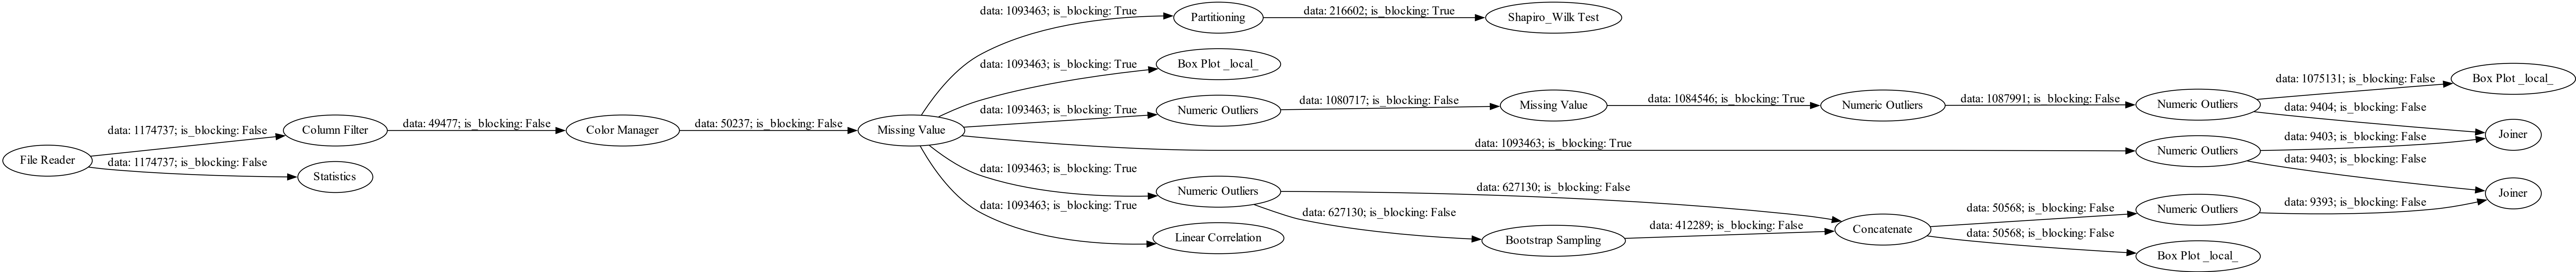 data: 1093463; is_blocking: True
Partitioning
data: 216602; is_blocking: True
Shapiro_Wilk Test
data: 1093463; is_blocking: True
Box Plot _local_
data: 1075131; is_blocking: False
Box Plot _local_
data: 1093463; is_blocking: True
Numeric Outliers
data: 1080717; is_blocking: False
Missing Value
data: 1084546; is_blocking: True
Numeric Outliers
data: 1087991; is_blocking: False
Numeric Outliers
data: 9404; is_blocking: False
File Reader
data: 1174737; is_blocking: False
Column Filter
data: 49477; is_blocking: False
Color Manager
data: 50237; is_blocking: False
Missing Value
data: 1093463; is_blocking: True
Numeric Outliers
data: 9403; is_blocking: False
Joiner
data: 1174737; is_blocking: False
Statistics
data: 1093463; is_blocking: True
Numeric Outliers
data: 627130; is_blocking: False
data: 9403; is_blocking: False
Joiner
data: 627130; is_blocking: False
Bootstrap Sampling
data: 412289; is_blocking: False
Concatenate
data: 50568; is_blocking: False
Numeric Outliers
data: 9393; is_blocking: False
data: 1093463; is_blocking: True
Linear Correlation
data: 50568; is_blocking: False
Box Plot _local_